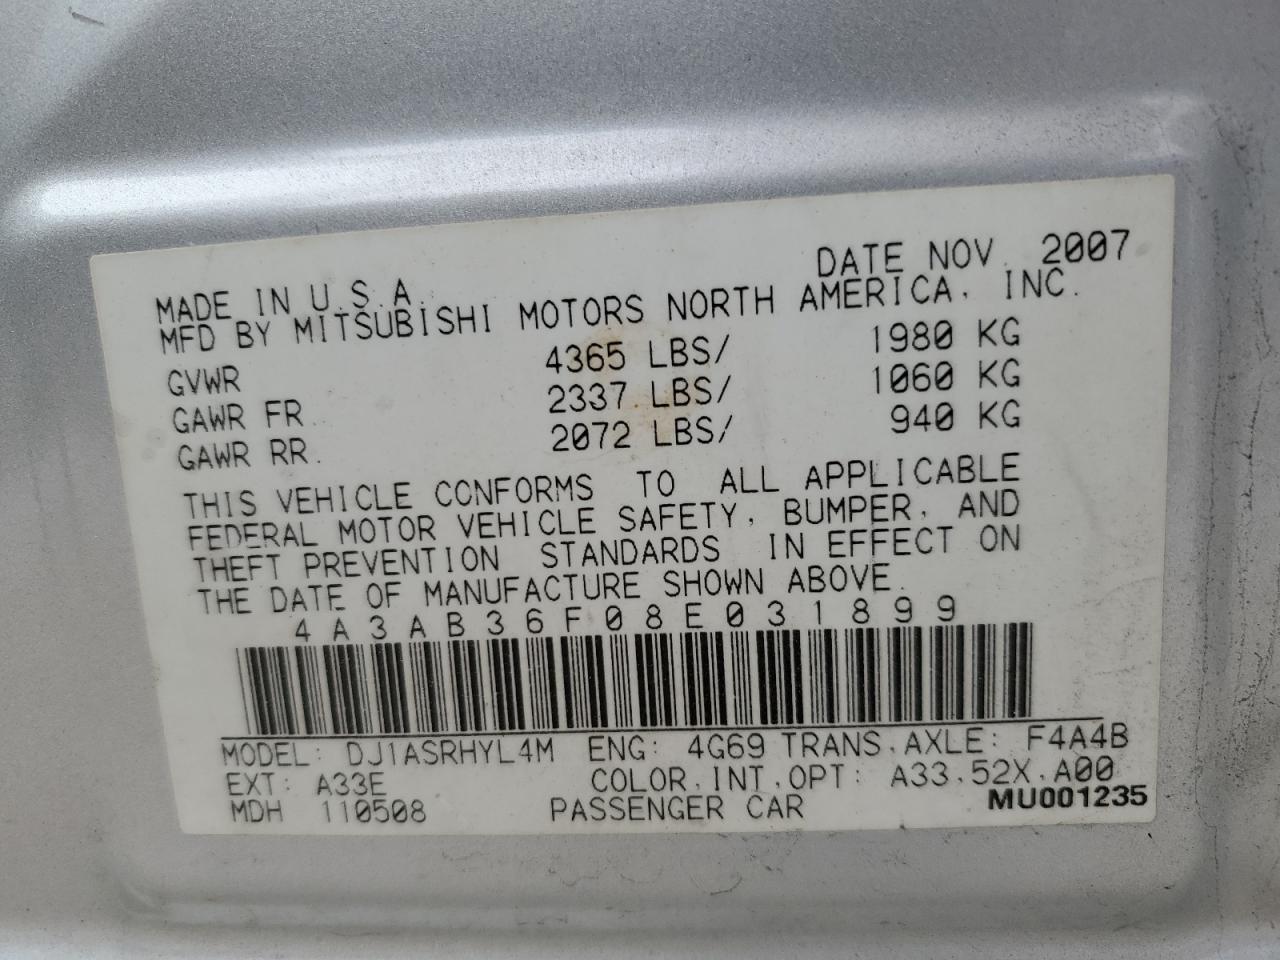 DATE NOV. 2007
MADE IN U.S.A.
MFD BY MITSUBISHI MOTORS NORTH AMERICA, INC.
GVWR 4365 LBS/ 1980 KG
GAWR FR. 2337 LBS/ 1060 KG
GAWR RR. 2072 LBS/ 940 KG
THIS VEHICLE CONFORMS TO ALL APPLICABLE
FEDERAL MOTOR VEHICLE SAFETY, BUMPER, AND
THEFT PREVENTION STANDARDS IN EFFECT ON
THE DATE OF MANUFACTURE SHOWN ABOVE.
4A3AB36F08E031899
MODEL: DJ1ASRHYL4M ENG: 4G69 TRANS.AXLE: F4A4B
EXT: A33E COLOR.INT.OPT: A33.52X.A00
MDH 110508 PASSENGER CAR MU001235